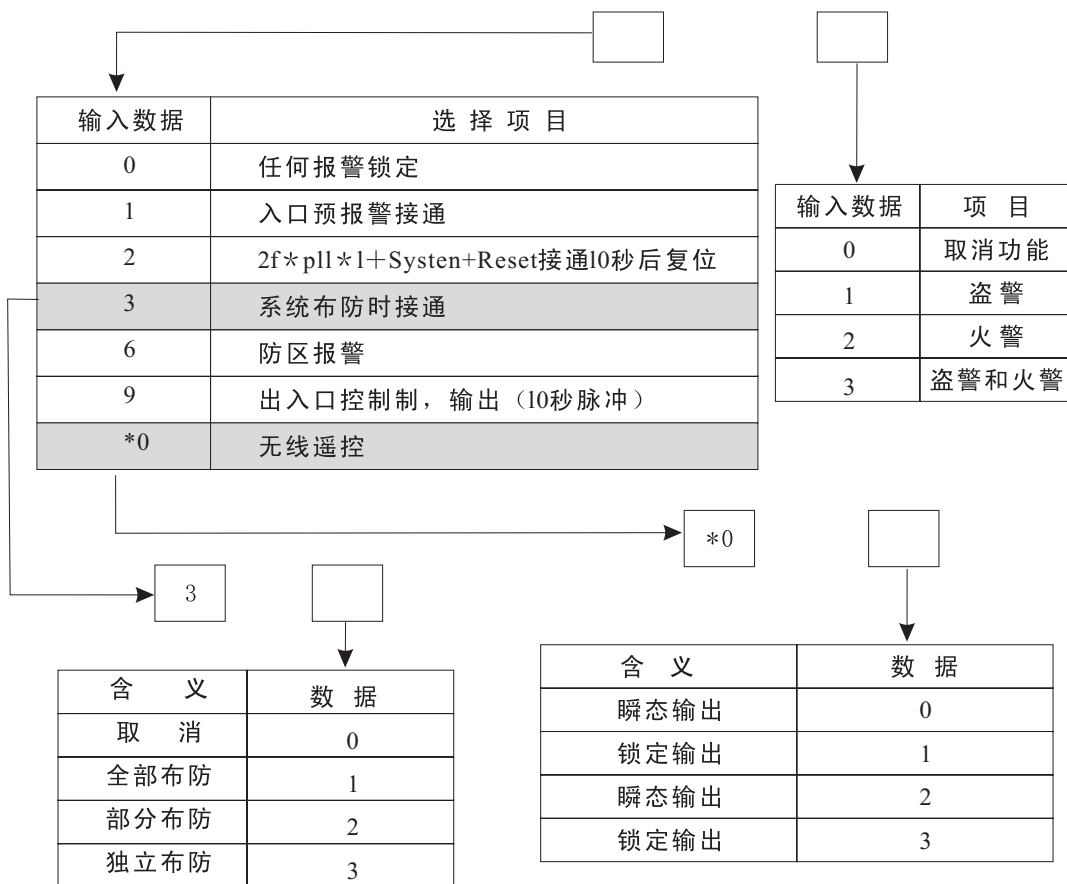 输入数据 选择项目
0 任何报警锁定
1 入口预报警接通
2 2f*pll*1+Systen+Reset接通l0秒后复位
3 系统布防时接通
6 防区报警
9 出入口控制制，输出（l0秒脉冲）
*0 无线遥控
输入数据 项目
0 取消功能
1 盗警
2 火警
3 盗警和火警
*0
3
含义 数据
取消 0
全部布防 1
部分布防 2
独立布防 3
含义 数据
瞬态输出 0
锁定输出 1
瞬态输出 2
锁定输出 3